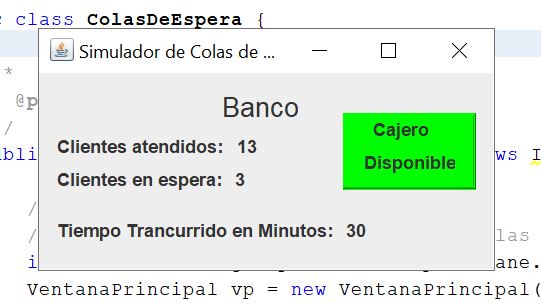 class ColasDeEspera {
Simulador de Colas de ...
*
@p
/
Banco
Cajero
Disponible
Clientes atendidos: 13
Clientes en espera: 3
Tiempo Trancurrido en Minutos: 30
ubli
ws I
/
/
las
i
ane.
VentanaPrincipal vp = new VentanaPrincipal(